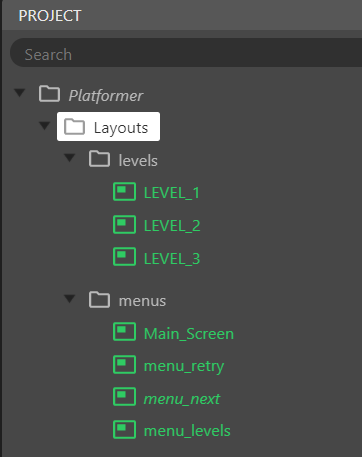 PROJECT
Search
Platformer
Layouts
levels
LEVEL_1
LEVEL_2
LEVEL_3
menus
Main_Screen
menu_retry
menu_next
menu_levels